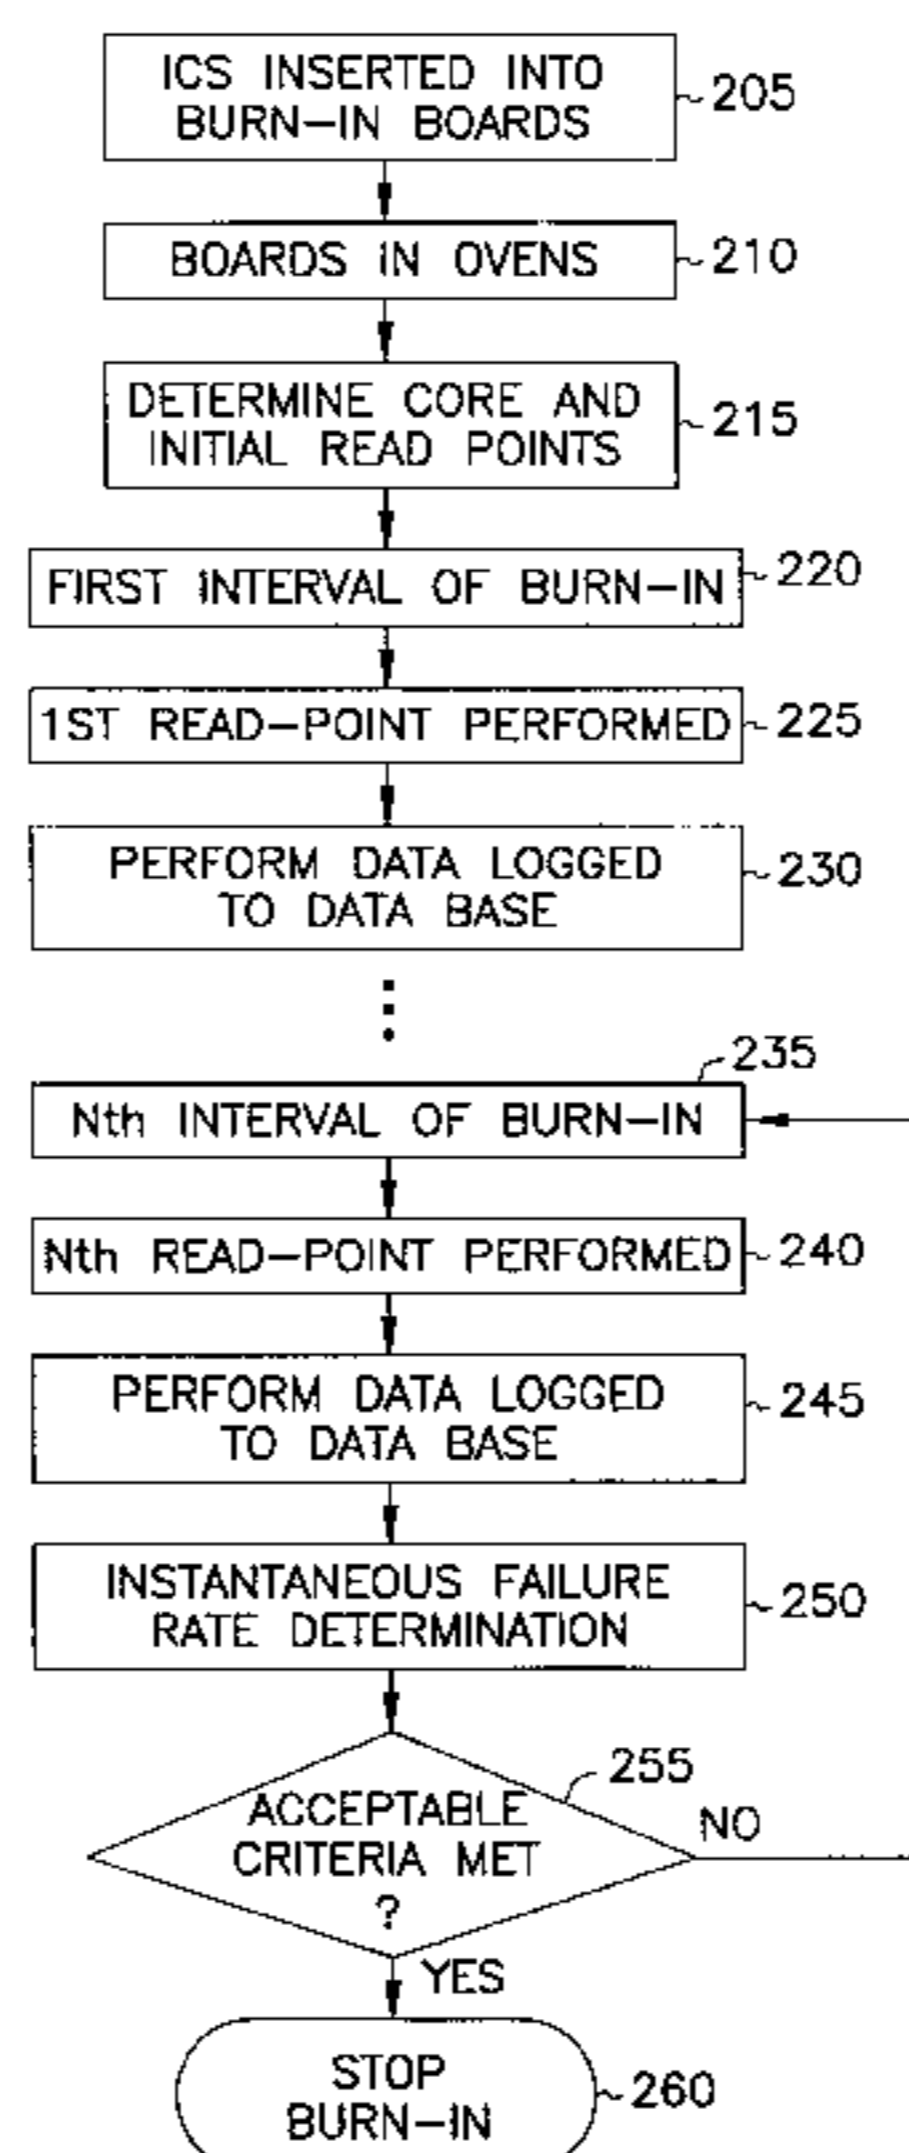 ICS INSERTED INTO
BURN-IN BOARDS
205
BOARDS IN OVENS
210
DETERMINE CORE AND
INITIAL READ POINTS
215
FIRST INTERVAL OF BURN-IN
220
1ST READ-POINT PERFORMED
225
PERFORM DATA LOGGED
TO DATA BASE
230
235
Nth INTERVAL OF BURN-IN
Nth READ-POINT PERFORMED
240
PERFORM DATA LOGGED
TO DATA BASE
245
INSTANTANEOUS FAILURE
RATE DETERMINATION
250
255
ACCEPTABLE
CRITERIA MET
?
NO
YES
STOP
BURN-IN
260